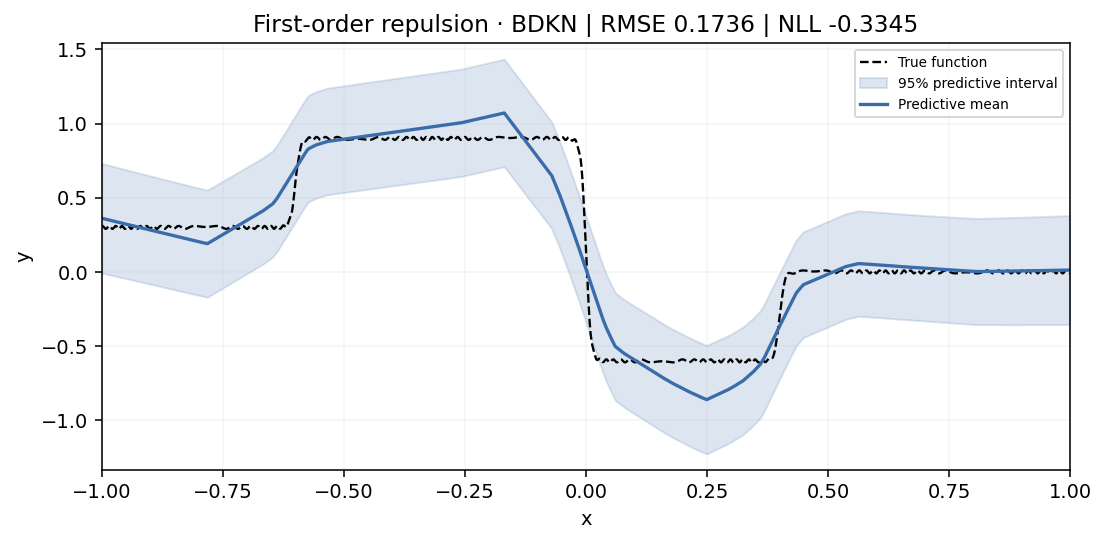 First-order repulsion · BDKN | RMSE 0.1736 | NLL -0.3345
True function
95% predictive interval
Predictive mean
1.5
1.0
0.5
0.0
−0.5
−1.0
y
−1.00 −0.75 −0.50 −0.25 0.00 0.25 0.50 0.75 1.00
x